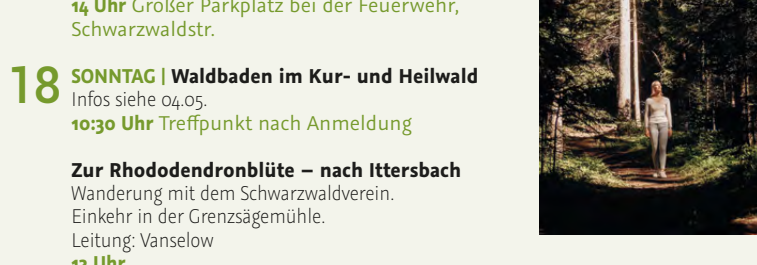 14 Uhr Großer Parkplatz bei der Feuerwehr,
Schwarzwaldstr.
18 SONNTAG | Waldbaden im Kur- und Heilwald
Infos siehe 04.05.
10:30 Uhr Treffpunkt nach Anmeldung
Zur Rhododendronblüte – nach Ittersbach
Wanderung mit dem Schwarzwaldverein.
Einkehr in der Grenzsägemühle.
Leitung: Vanselow
Uhr